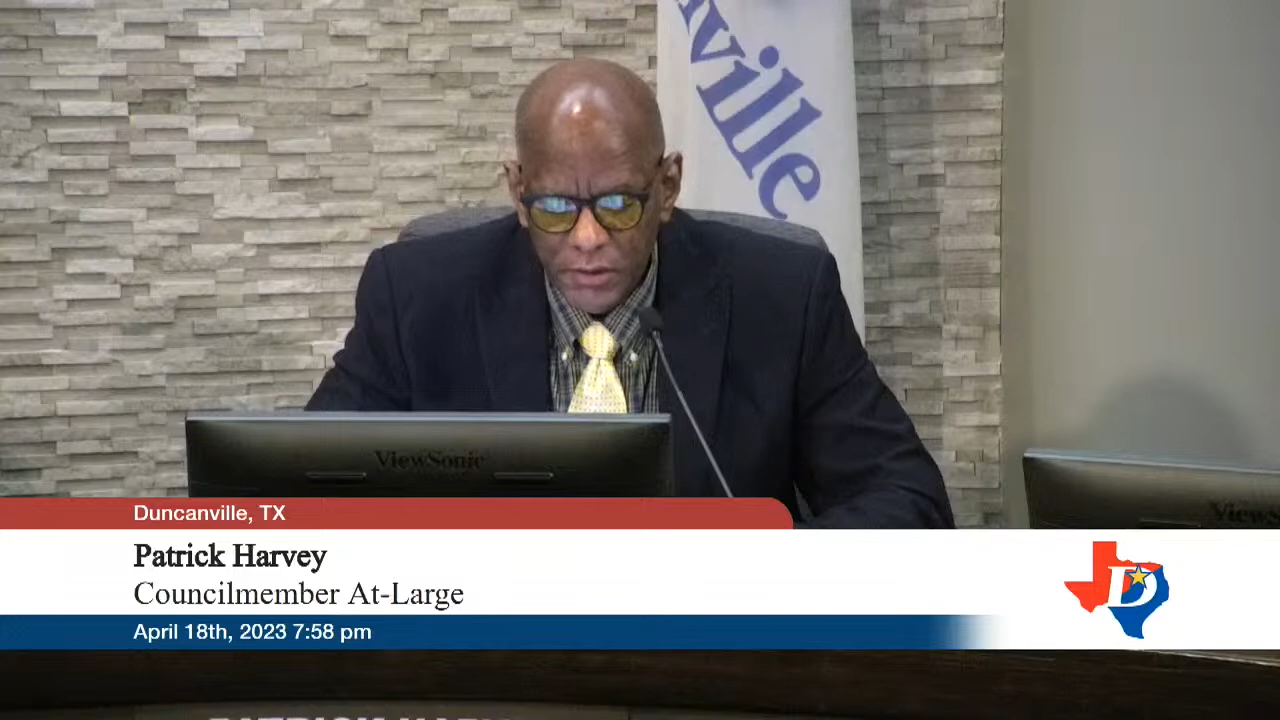 ville
ViewSonic
Duncanville, TX
Patrick Harvey
Councilmember At-Large
D
April 18th, 2023 7:58 pm